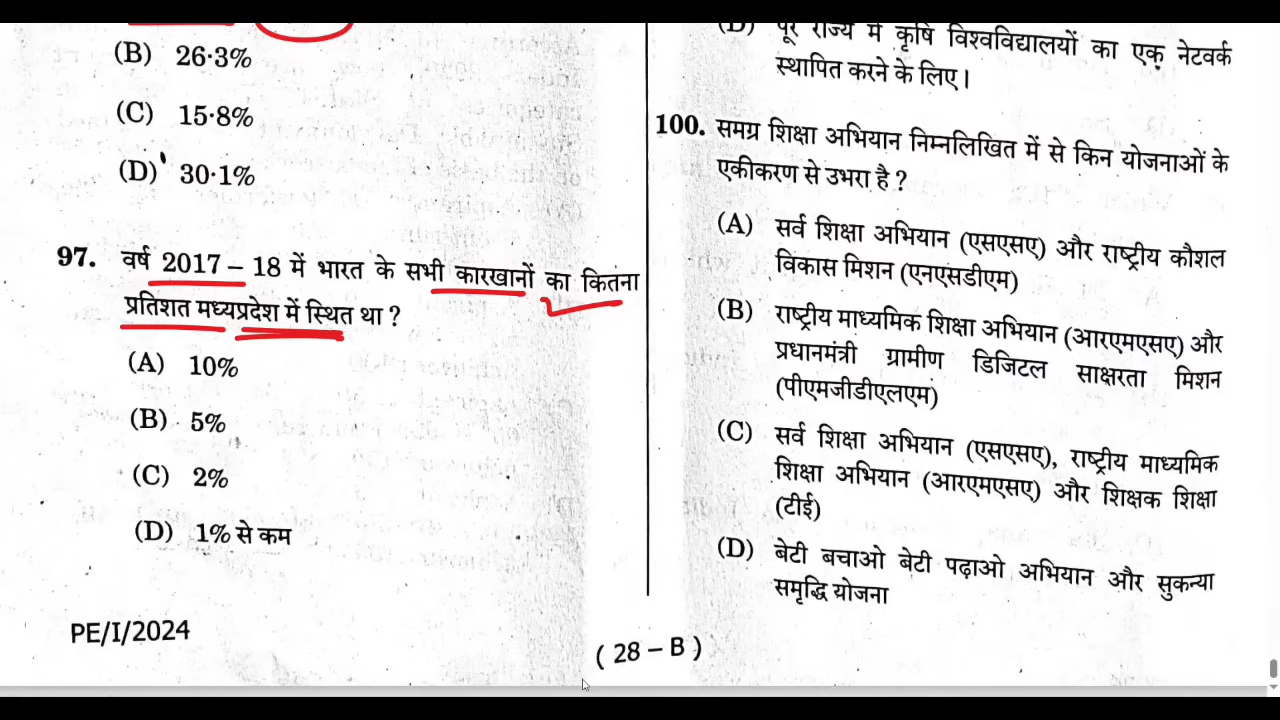 (B) 26·3%
(C) 15·8%
(D) 30·1%
97. वर्ष 2017 – 18 में भारत के सभी कारखानों का कितना
प्रतिशत मध्यप्रदेश में स्थित था ?
(A) 10%
(B) 5%
(C) 2%
(D) 1% से कम
PE/I/2024
(D) पूरे राज्य में कृषि विश्वविद्यालयों का एक नेटवर्क
स्थापित करने के लिए।
100. समग्र शिक्षा अभियान निम्नलिखित में से किन योजनाओं के
एकीकरण से उभरा है ?
(A) सर्व शिक्षा अभियान (एसएसए) और राष्ट्रीय कौशल
विकास मिशन (एनएसडीएम)
(B) राष्ट्रीय माध्यमिक शिक्षा अभियान (आरएमएसए) और
प्रधानमंत्री ग्रामीण डिजिटल साक्षरता मिशन
(पीएमजीडीएलएम)
(C) सर्व शिक्षा अभियान (एसएसए), राष्ट्रीय माध्यमिक
शिक्षा अभियान (आरएमएसए) और शिक्षक शिक्षा
(टीई)
(D) बेटी बचाओ बेटी पढ़ाओ अभियान और सुकन्या
समृद्धि योजना
( 28 – B )